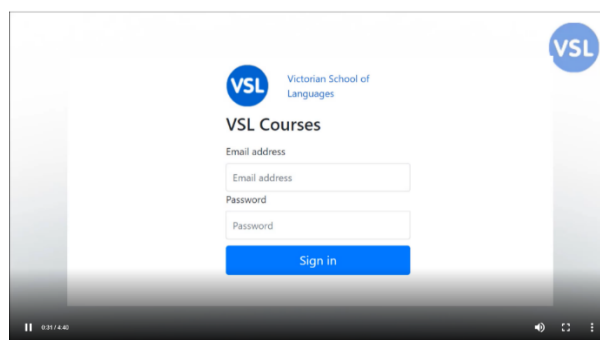 VSL
VSL
Victorian School of
Languages
VSL Courses
Email address
Email address
Password
Password
Sign in
0:31 / 4:40